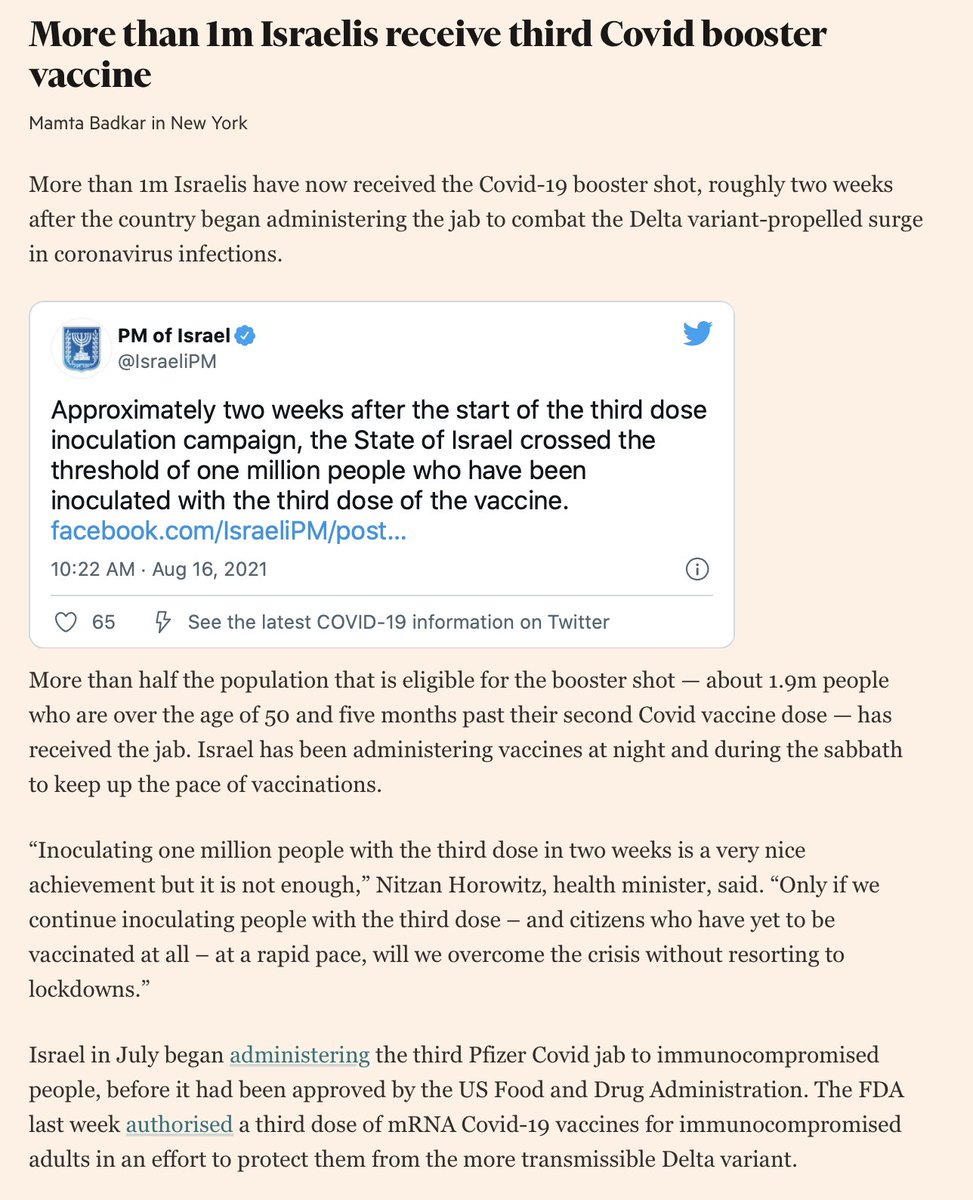 More than 1m Israelis receive third Covid booster
vaccine
Mamta Badkar in New York
More than 1m Israelis have now received the Covid-19 booster shot, roughly two weeks
after the country began administering the jab to combat the Delta variant-propelled surge
in coronavirus infections.
PM of Israel
@IsraeliPM
Approximately two weeks after the start of the third dose
inoculation campaign, the State of Israel crossed the
threshold of one million people who have been
inoculated with the third dose of the vaccine.
facebook.com/IsraeliPM/post...
10:22 AM · Aug 16, 2021
65 See the latest COVID-19 information on Twitter
More than half the population that is eligible for the booster shot — about 1.9m people
who are over the age of 50 and five months past their second Covid vaccine dose — has
received the jab. Israel has been administering vaccines at night and during the sabbath
to keep up the pace of vaccinations.
“Inoculating one million people with the third dose in two weeks is a very nice
achievement but it is not enough,” Nitzan Horowitz, health minister, said. “Only if we
continue inoculating people with the third dose – and citizens who have yet to be
vaccinated at all – at a rapid pace, will we overcome the crisis without resorting to
lockdowns.”
Israel in July began administering the third Pfizer Covid jab to immunocompromised
people, before it had been approved by the US Food and Drug Administration. The FDA
last week authorised a third dose of mRNA Covid-19 vaccines for immunocompromised
adults in an effort to protect them from the more transmissible Delta variant.